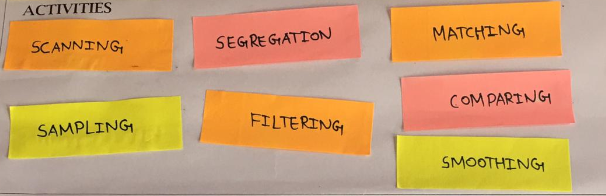 ACTIVITIES
SCANNING
SEGREGATION
MATCHING
SAMPLING
FILTERING
COMPARING
SMOOTHING